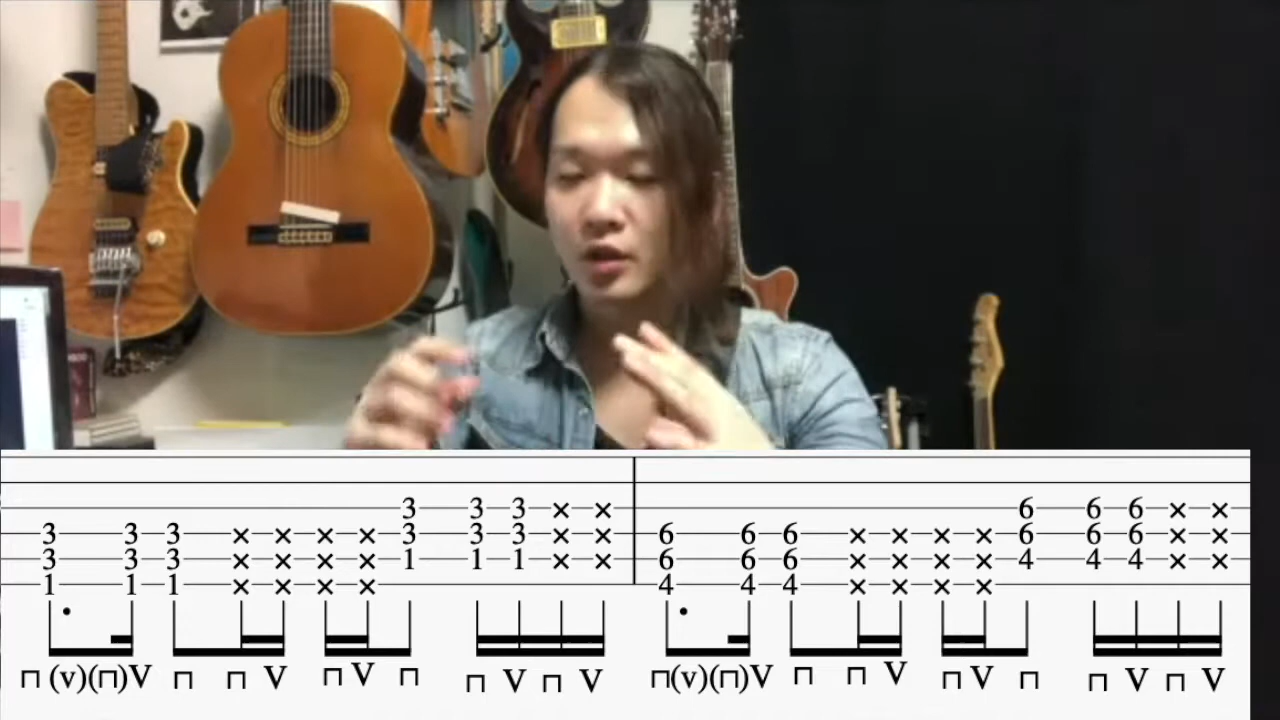 3 3 3 × ×
3 3 3 × × × × 3 3 3 × ×
3 3 3 × × × × 1 1 1 × ×
1 1 1 × × × ×
6 6 6 × ×
6 6 6 × × × × 6 6 6 × ×
6 6 6 × × × × 4 4 4 × ×
4 4 4 × × × ×
⊓ (v)(⊓)V ⊓ ⊓ V ⊓ V ⊓ ⊓ V ⊓ V ⊓(v)(⊓)V ⊓ ⊓ V ⊓ V ⊓ ⊓ V ⊓ V